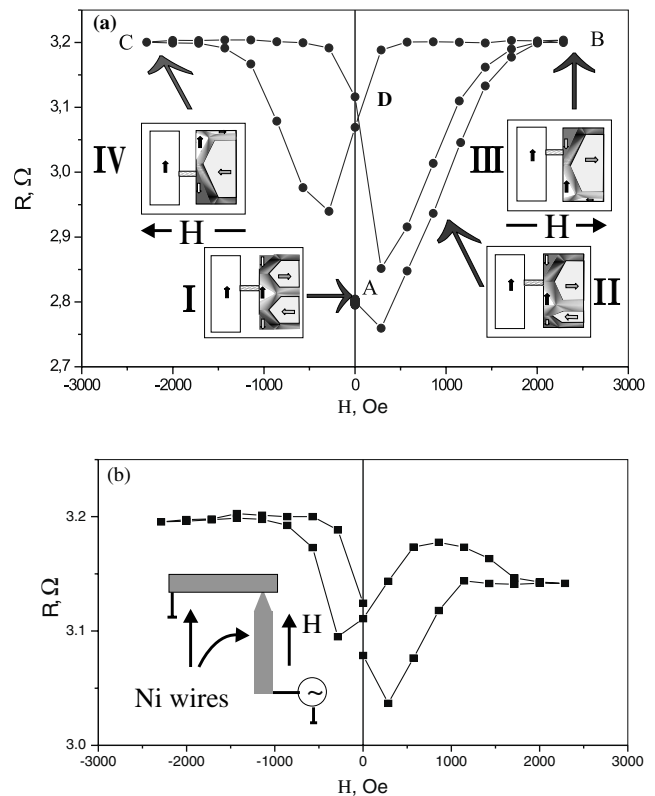 (a)
C
B
D
IV
H
III
H
I
A
II
R, Ω
3,2
3,1
3,0
2,9
2,8
2,7
-3000 -2000 -1000 0 1000 2000 3000
H, Oe
(b)
R, Ω
3.2
3.1
3.0
H
~
Ni wires
-3000 -2000 -1000 0 1000 2000 3000
H, Oe